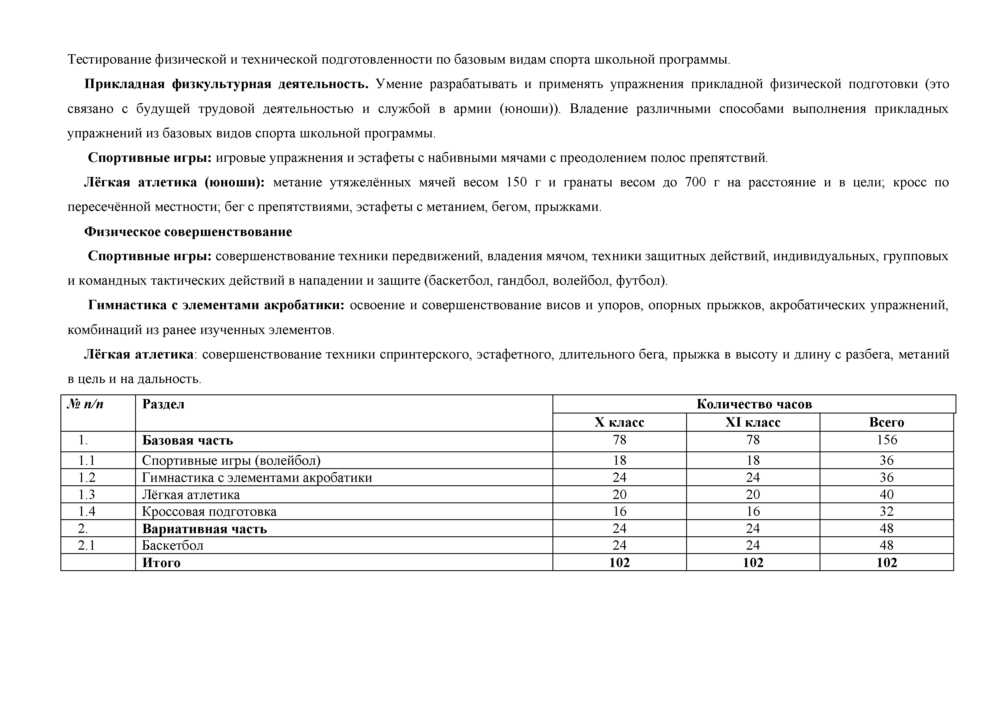 Тестирование физической и технической подготовленности по базовым видам спорта школьной программы.
Прикладная физкультурная деятельность. Умение разрабатывать и применять упражнения прикладной физической подготовки (это
связано с будущей трудовой деятельностью и службой в армии (юноши)). Владение различными способами выполнения прикладных
упражнений из базовых видов спорта школьной программы.
Спортивные игры: игровые упражнения и эстафеты с набивными мячами с преодолением полос препятствий.
Лёгкая атлетика (юноши): метание утяжелённых мячей весом 150 г и гранаты весом до 700 г на расстояние и в цели; кросс по
пересечённой местности; бег с препятствиями, эстафеты с метанием, бегом, прыжками.
Физическое совершенствование
Спортивные игры: совершенствование техники передвижений, владения мячом, техники защитных действий, индивидуальных, групповых
и командных тактических действий в нападении и защите (баскетбол, гандбол, волейбол, футбол).
Гимнастика с элементами акробатики: освоение и совершенствование висов и упоров, опорных прыжков, акробатических упражнений,
комбинаций из ранее изученных элементов.
Лёгкая атлетика: совершенствование техники спринтерского, эстафетного, длительного бега, прыжка в высоту и длину с разбега, метаний
в цель и на дальность.
№ п/п Раздел Количество часов
X класс XI класс Всего
1. Базовая часть 78 78 156
1.1 Спортивные игры (волейбол) 18 18 36
1.2 Гимнастика с элементами акробатики 24 24 36
1.3 Лёгкая атлетика 20 20 40
1.4 Кроссовая подготовка 16 16 32
2. Вариативная часть 24 24 48
2.1 Баскетбол 24 24 48
Итого 102 102 102